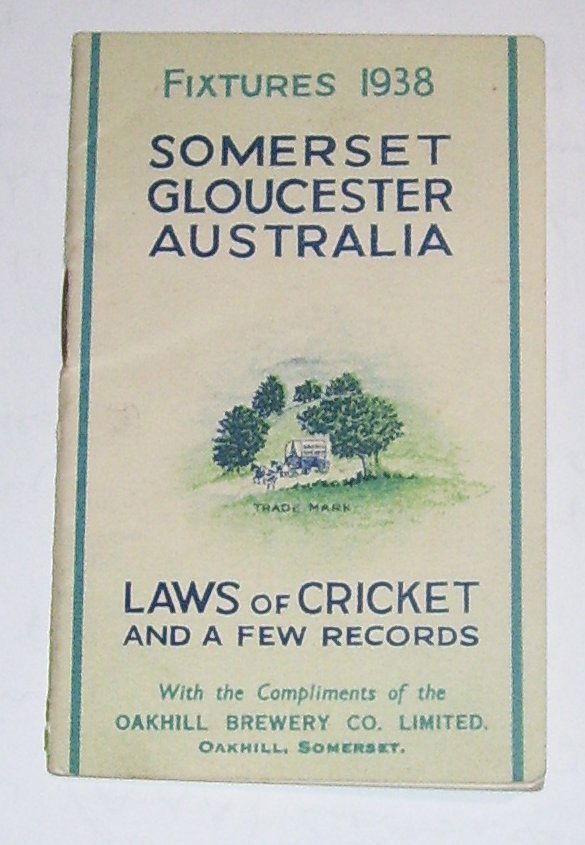 FIXTURES 1938
SOMERSET
GLOUCESTER
AUSTRALIA
TRADE MARK
LAWS OF CRICKET
AND A FEW RECORDS
With the Compliments of the
OAKHILL BREWERY CO. LIMITED.
OAKHILL, SOMERSET.